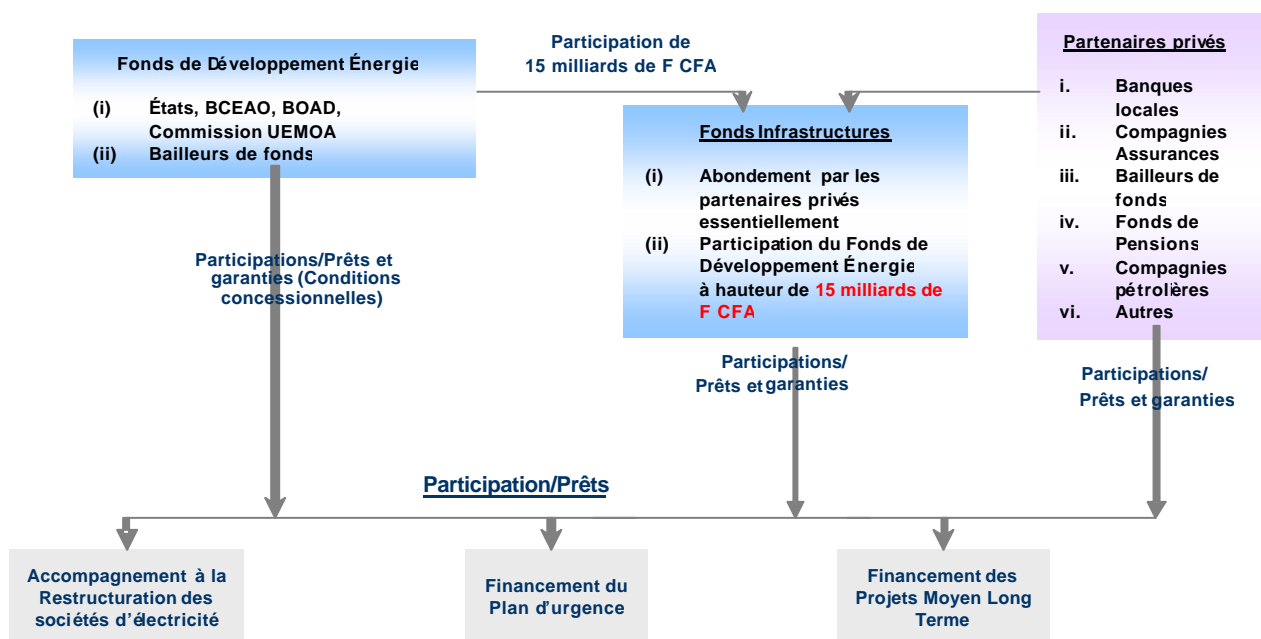 Fonds de Développement Énergie
(i) États, BCEAO, BOAD,
Commission UEMOA
(ii) Bailleurs de fonds
Participation de
15 milliards de F CFA
Partenaires privés
i. Banques
locales
ii. Compagnies
Assurances
iii. Bailleurs de
fonds
iv. Fonds de
Pensions
v. Compagnies
pétrolières
vi. Autres
Fonds Infrastructures
(i) Abondement par les
partenaires privés
essentiellement
(ii) Participation du Fonds de
Développement Énergie
à hauteur de 15 milliards de
F CFA
Participations/Prêts et
garanties (Conditions
concessionnelles)
Participations/
Prêts et garanties
Participations/
Prêts et garanties
Participation/Prêts
Accompagnement à la
Restructuration des
sociétés d'électricité
Financement du
Plan d'urgence
Financement des
Projets Moyen Long
Terme